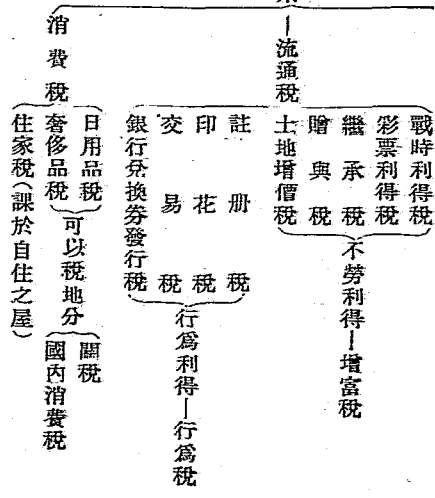 流通稅
戰時利得稅
彩票利得稅
繼承稅
贈與稅
土地增價稅
不勞利得—增富稅
註册稅
印花稅
交易稅
銀行兌換券發行稅
行爲利得—行爲稅
消費稅
日用品稅
奢侈品稅
可以稅地分
關稅
國內消費稅
住家稅(課於自住之屋)